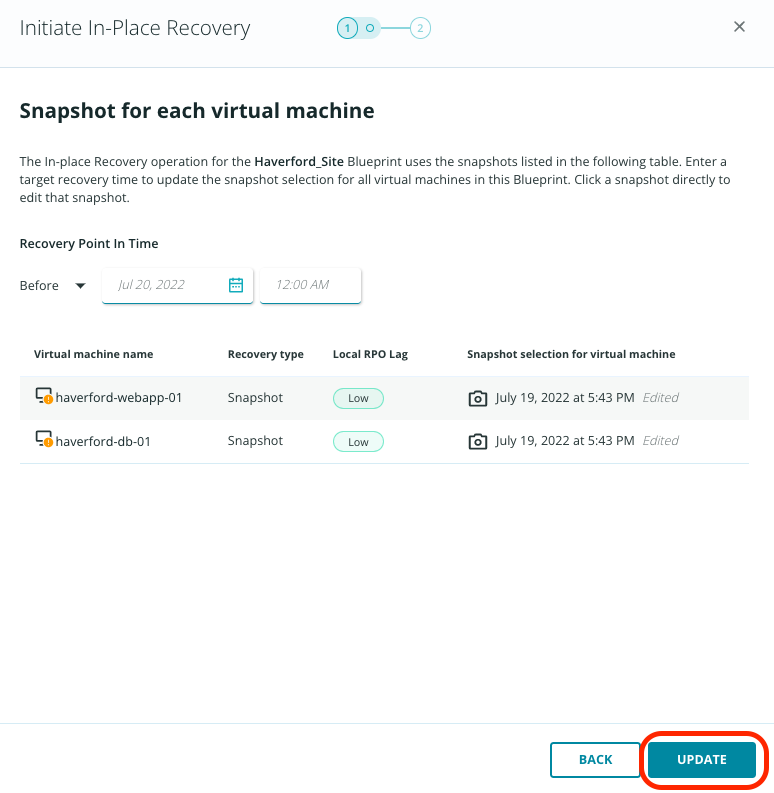 Initiate In-Place Recovery
1
2
Snapshot for each virtual machine
The In-place Recovery operation for the Haverford_Site Blueprint uses the snapshots listed in the following table. Enter a
target recovery time to update the snapshot selection for all virtual machines in this Blueprint. Click a snapshot directly to
edit that snapshot.
Recovery Point In Time
Before Jul 20, 2022 12:00 AM
Virtual machine name Recovery type Local RPO Lag Snapshot selection for virtual machine
haverford-webapp-01 Snapshot Low July 19, 2022 at 5:43 PM Edited
haverford-db-01 Snapshot Low July 19, 2022 at 5:43 PM Edited
BACK UPDATE